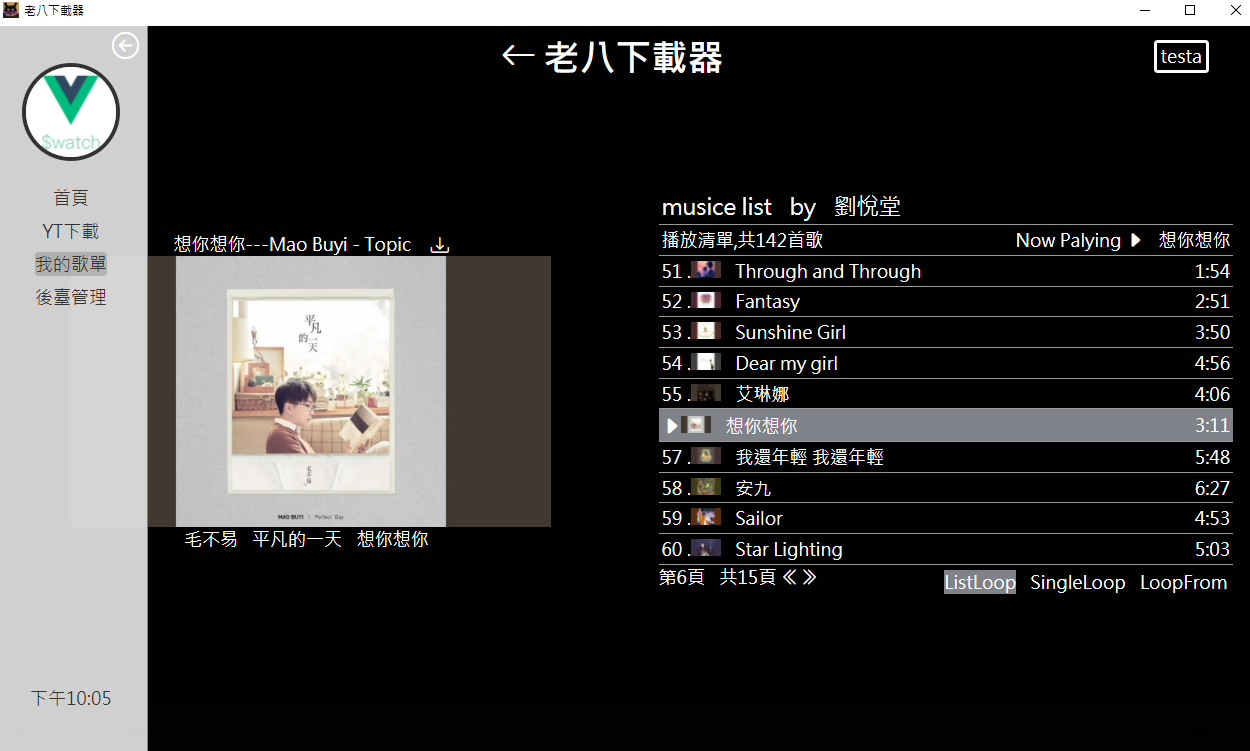 老八下載器
老八下載器
testa
$watch
首頁
YT下載
我的歌單
後臺管理
下午10:05
想你想你---Mao Buyi - Topic
平凡
的一天
毛不易
MAO BUYI | Perfect Day
毛不易 平凡的一天 想你想你
musice list by 劉悅堂
播放清單,共142首歌 Now Palying 想你想你
51 . Through and Through 1:54
52 . Fantasy 2:51
53 . Sunshine Girl 3:50
54 . Dear my girl 4:56
55 . 艾琳娜 4:06
想你想你 3:11
57 . 我還年輕 我還年輕 5:48
58 . 安九 6:27
59 . Sailor 4:53
60 . Star Lighting 5:03
第6頁 共15頁
ListLoop SingleLoop LoopFrom